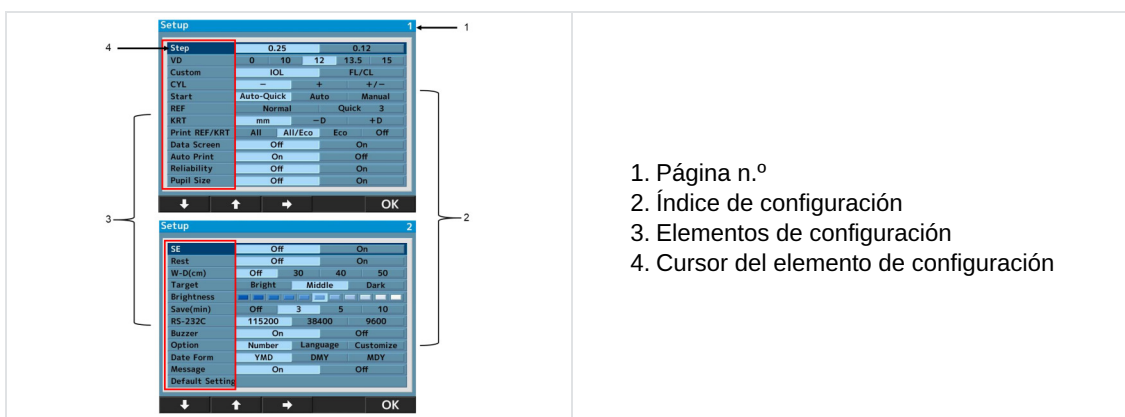 Setup 1
1
4
Step 0.25 0.12
VD 0 10 12 13.5 15
Custom IOL FL/CL
CYL − + +/−
Start Auto-Quick Auto Manual
REF Normal Quick 3
KRT mm −D +D
Print REF/KRT All All/Eco Eco Off
Data Screen Off On
Auto Print On Off
Reliability Off On
Pupil Size Off On
OK
3
2
Setup 2
SE Off On
Rest Off On
W-D(cm) Off 30 40 50
Target Bright Middle Dark
Brightness
Save(min) Off 3 5 10
RS-232C 115200 38400 9600
Buzzer On Off
Option Number Language Customize
Date Form YMD DMY MDY
Message On Off
Default Setting
OK
1. Página n.º
2. Índice de configuración
3. Elementos de configuración
4. Cursor del elemento de configuración